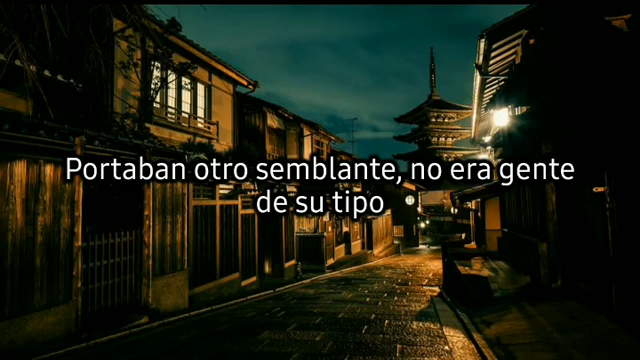 Portaban otro semblante, no era gente
de su tipo